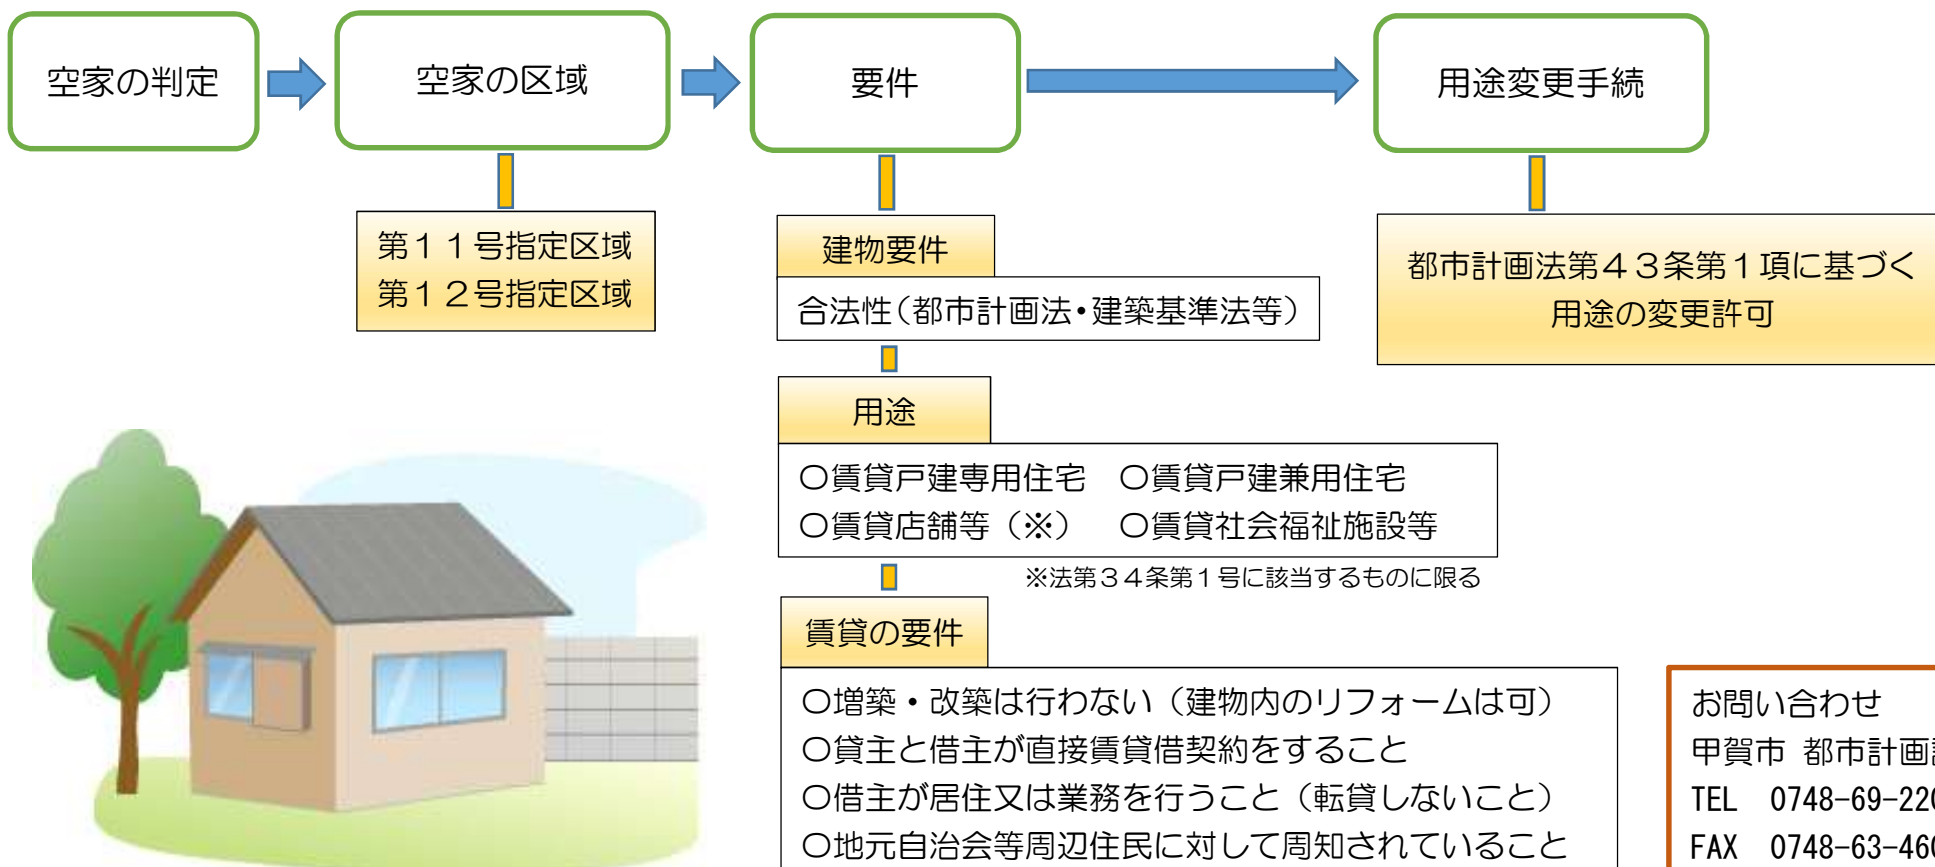 空家の判定
空家の区域
要件
用途変更手続
第１１号指定区域
第１２号指定区域
建物要件
合法性（都市計画法・建築基準法等）
用途
〇賃貸戸建専用住宅　〇賃貸戸建兼用住宅
〇賃貸店舗等（※）　〇賃貸社会福祉施設等
※法第３４条第１号に該当するものに限る
賃貸の要件
〇増築・改築は行わない（建物内のリフォームは可）
〇貸主と借主が直接賃貸借契約をすること
〇借主が居住又は業務を行うこと（転貸しないこと）
〇地元自治会等周辺住民に対して周知されていること
都市計画法第４３条第１項に基づく
用途の変更許可
お問い合わせ
甲賀市 都市計画
TEL　0748-69-220
FAX　0748-63-460